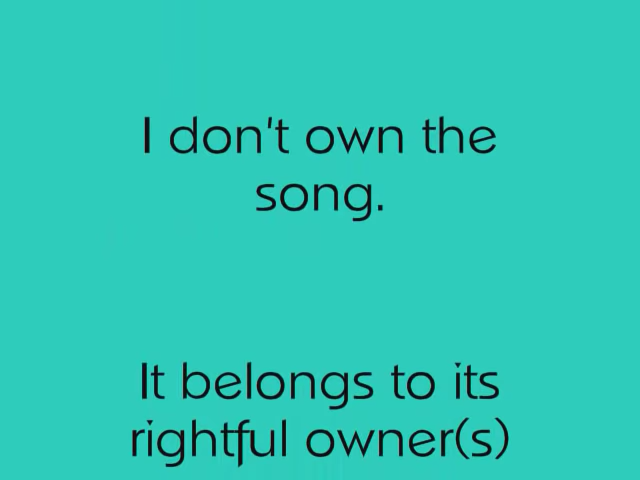 I don't own the
song.
It belongs to its
rightful owner(s)